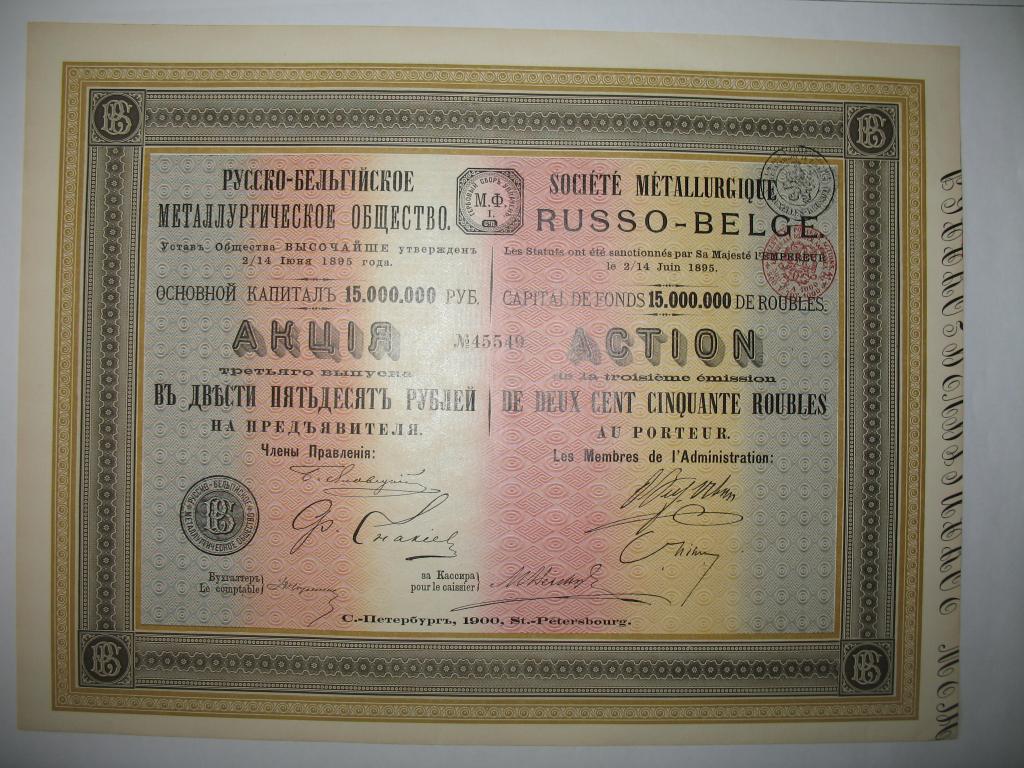 Русско-Бельгійское
Металлургическое Общество.
Уставъ Общества ВЫСОЧАЙШЕ утвержденъ
2/14 Іюня 1895 года.
ОСНОВНОЙ КАПИТАЛЪ 15.000.000 РУБ.
АКЦІЯ
третьяго выпуска
ВЪ ДВѢСТИ ПЯТЬДЕСЯТЪ РУБЛЕЙ
НА ПРЕДЪЯВИТЕЛЯ.
Члены Правленія:
М.Ф.
I.
№45549
SOCIÉTÉ MÉTALLURGIQUE
RUSSO-BELGE.
Les Statuts ont été sanctionnés par Sa Majesté l'EMPEREUR
le 2/14 Juin 1895.
CAPITAL DE FONDS 15.000.000 DE ROUBLES.
ACTION
de la troisième émission
DE DEUX CENT CINQUANTE ROUBLES
AU PORTEUR.
Les Membres de l'Administration:
РУССКО-БЕЛЬГІЙСКОЕ
МЕТАЛЛУРГИЧЕСКОЕ ОБЩЕСТВО
Бухгалтеръ
Le comptable
за Кассира
pour le caissier
С.-Петербургъ, 1900, St.-Pétersbourg.